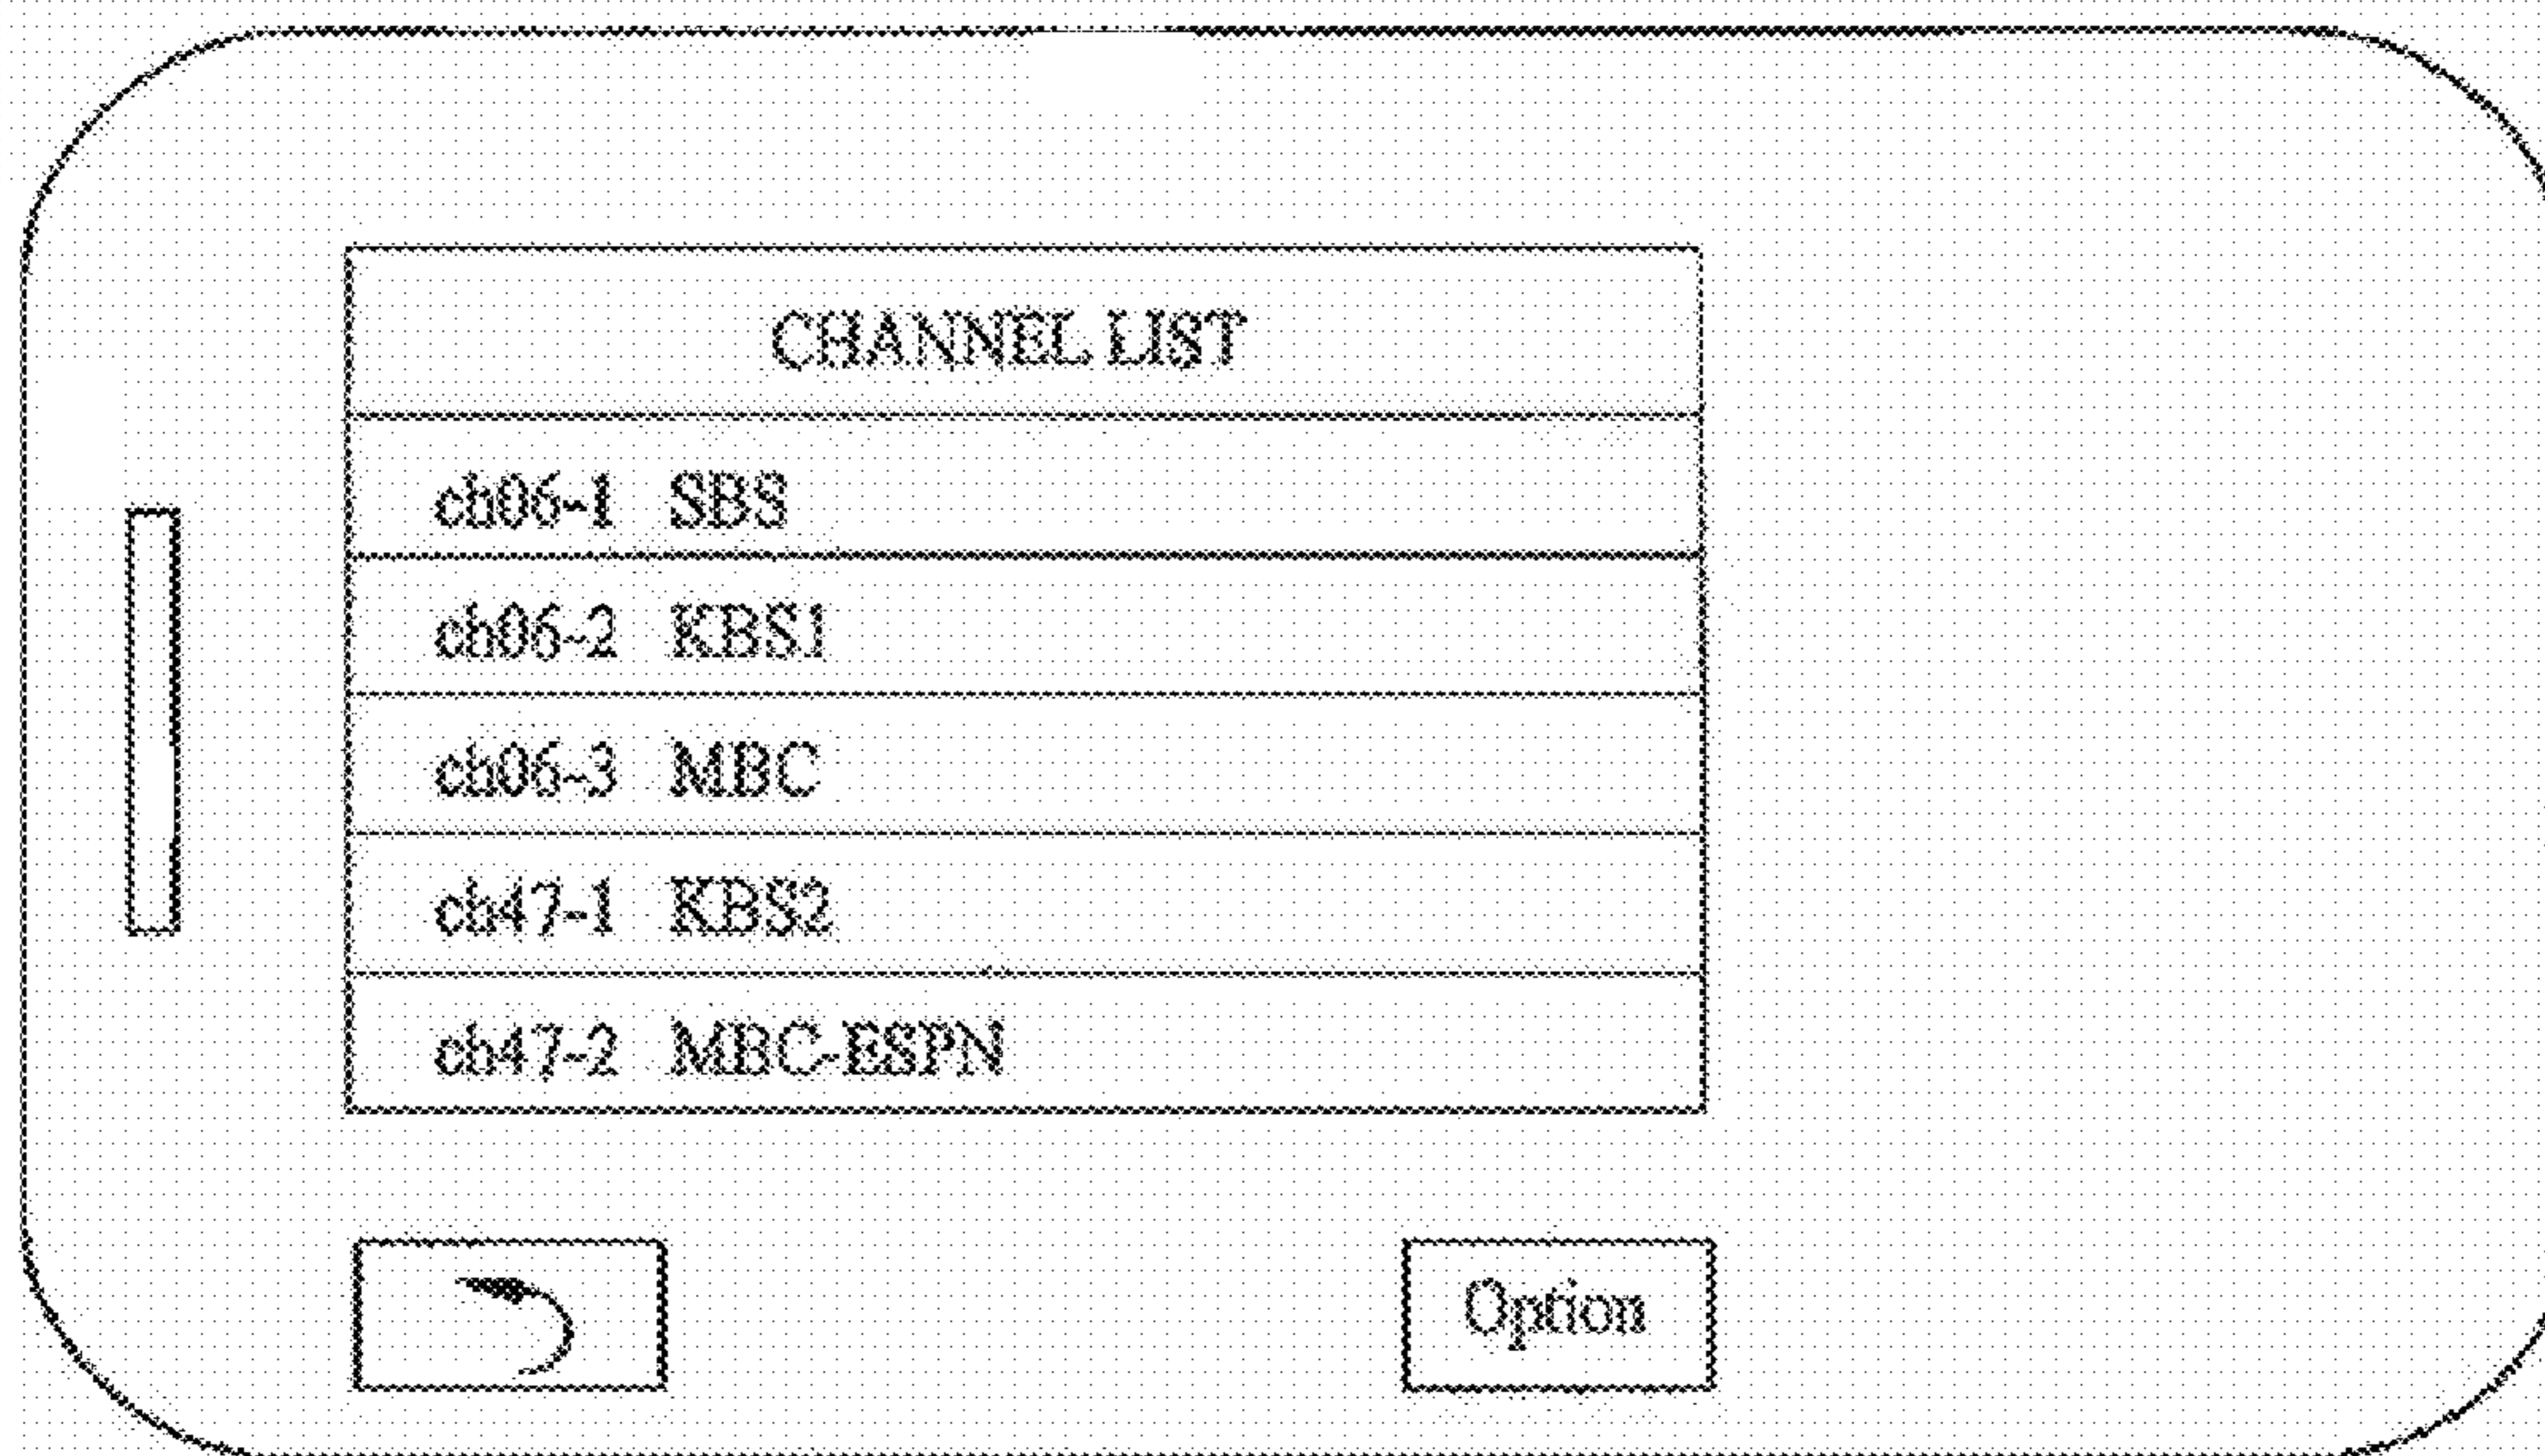 CHANNEL LIST
ch06-1 SBS
ch06-2 KBS1
ch06-3 MBC
ch47-1 KBS2
ch47-2 MBC-ESPN
Option